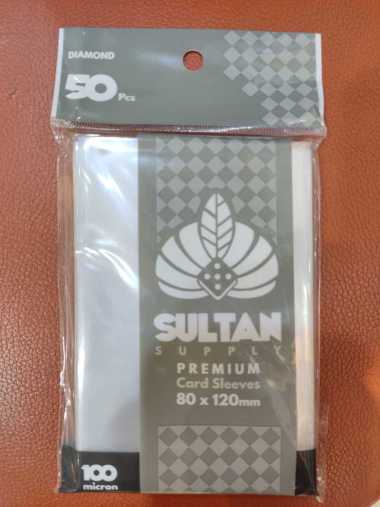 DIAMOND
50 Pcs
SULTAN
SUPPLY
PREMIUM
Card Sleeves
80 x 120mm
100
micron